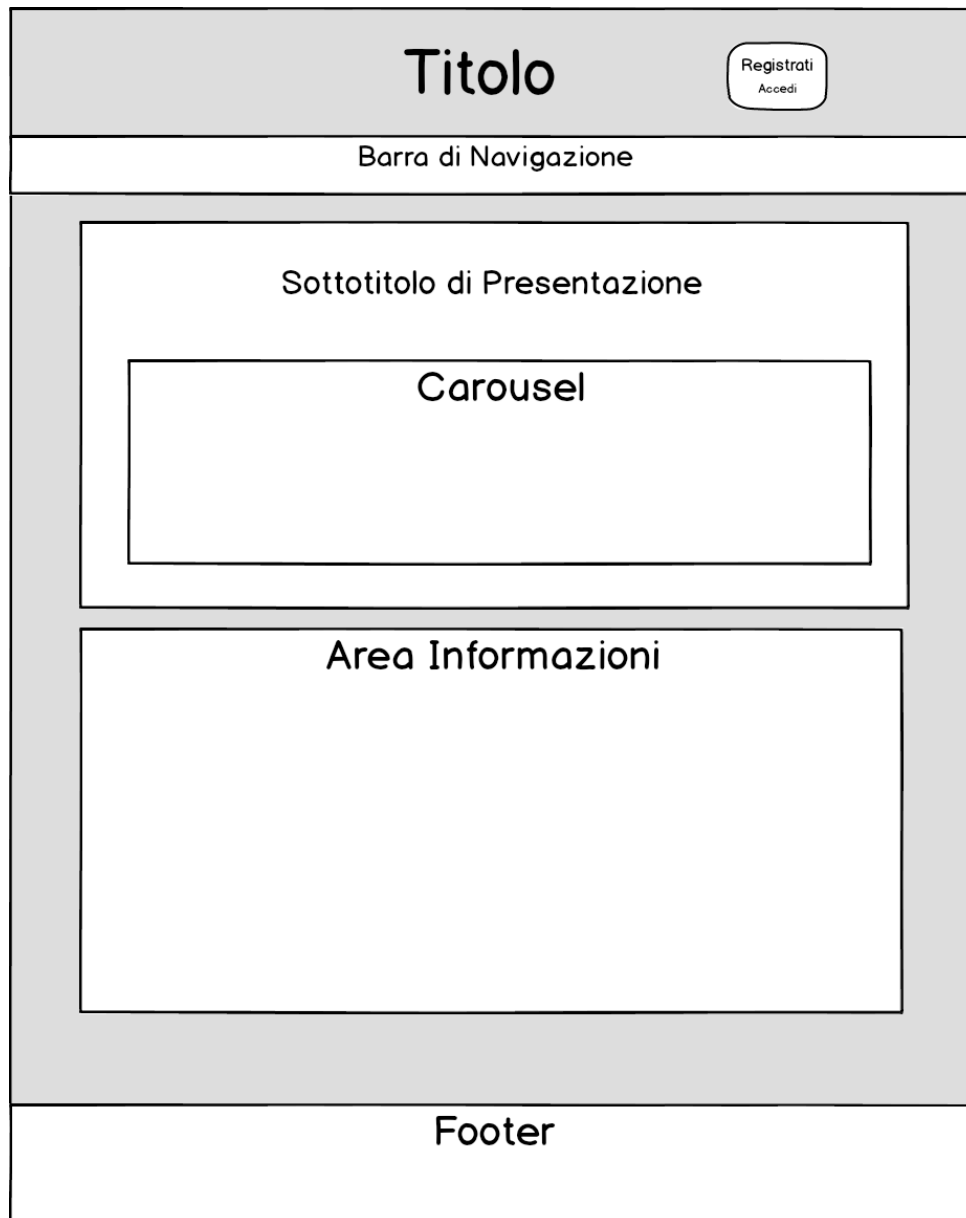 Titolo
Registrati
Accedi
Barra di Navigazione
Sottotitolo di Presentazione
Carousel
Area Informazioni
Footer